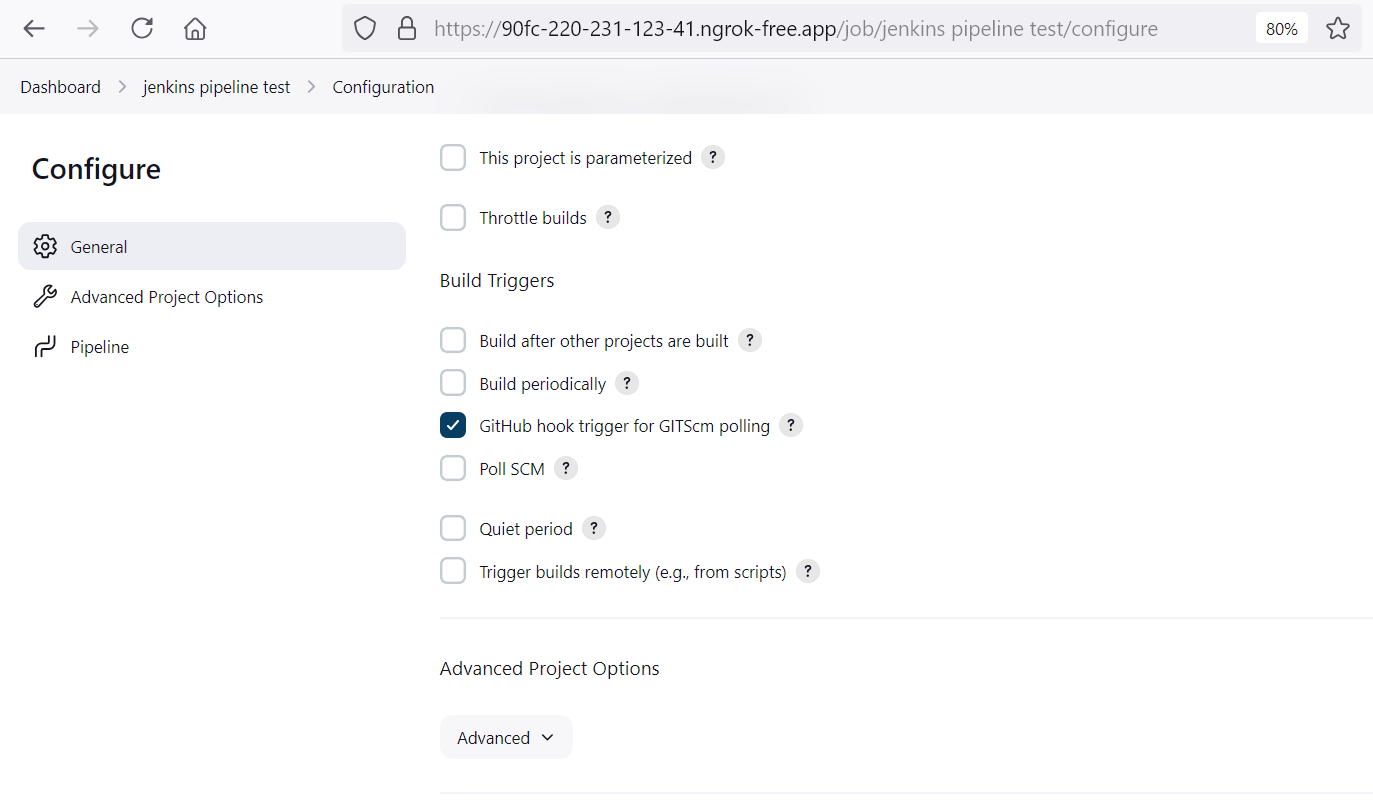 https://90fc-220-231-123-41.ngrok-free.app/job/jenkins pipeline test/configure 80%
Dashboard > jenkins pipeline test > Configuration
Configure
General
Advanced Project Options
Pipeline
This project is parameterized ?
Throttle builds ?
Build Triggers
Build after other projects are built ?
Build periodically ?
GitHub hook trigger for GITScm polling ?
Poll SCM ?
Quiet period ?
Trigger builds remotely (e.g., from scripts) ?
Advanced Project Options
Advanced